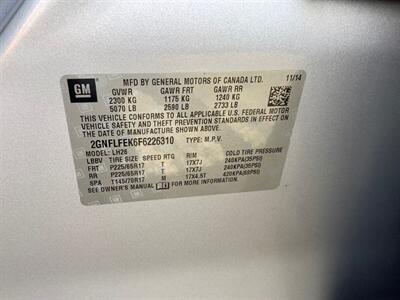 GM
MFD BY GENERAL MOTORS OF CANADA LTD. 11/14
GVWR GAWR FRT GAWR RR
2300 KG 1175 KG 1240 KG
5070 LB 2590 LB 2733 LB
THIS VEHICLE CONFORMS TO ALL APPLICABLE U.S. FEDERAL MOTOR
VEHICLE SAFETY AND THEFT PREVENTION STANDARDS IN EFFECT ON
THE DATE OF MANUFACTURE SHOWN ABOVE.
2GNFLFEK6F6226310 TYPE: M.P.V.
MODEL: LH26
LBBV TIRE SIZE SPEED RTG RIM COLD TIRE PRESSURE
FRT P225/65R17 T 17X7J 240KPA(35PSI)
RR P225/65R17 T 17X7J 240KPA(35PSI)
SPA T145/70R17 M 17X4.5T 420KPA(60PSI)
SEE OWNER'S MANUAL